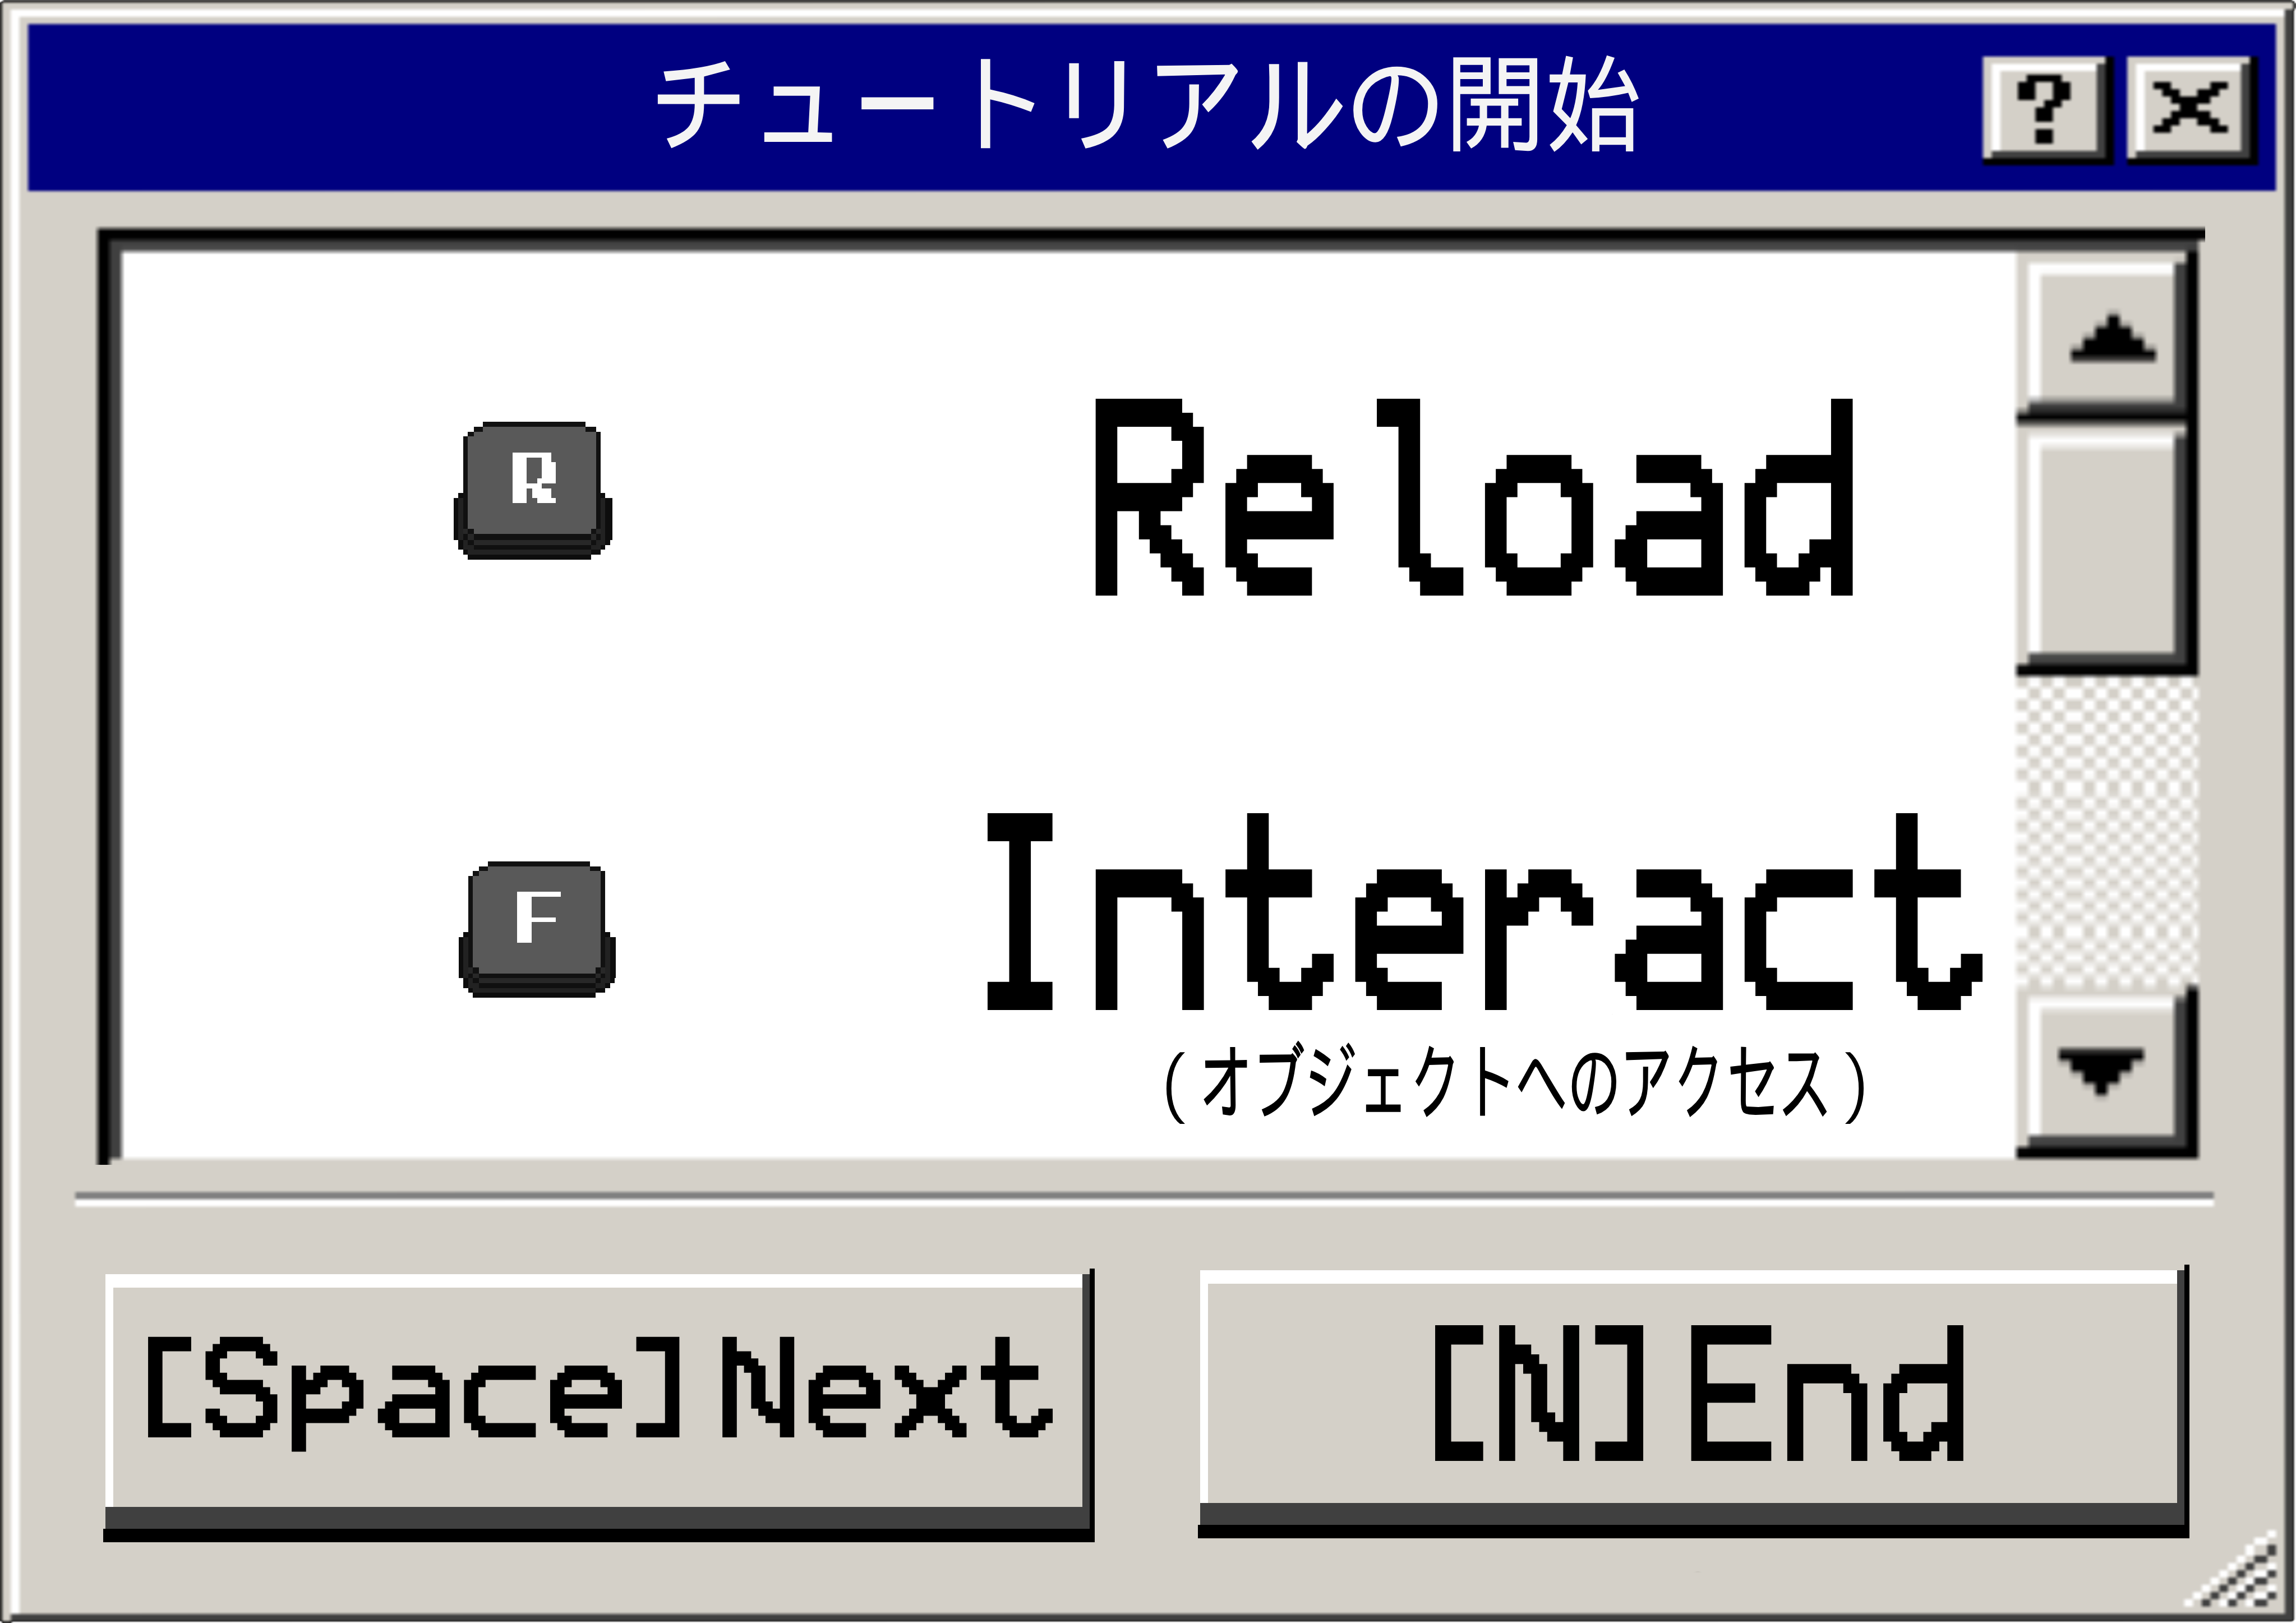 チュートリアルの開始
?
R Reload
F Interact
(オブジェクトへのアクセス)
[Space]Next [N]End